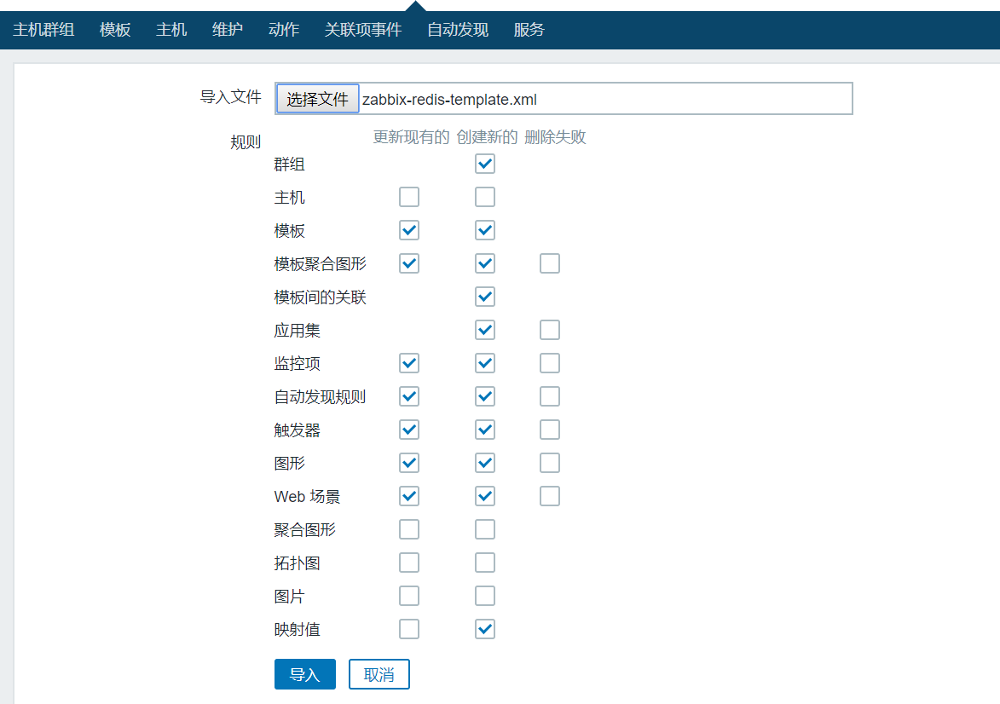 主机群组 模板 主机 维护 动作 关联项事件 自动发现 服务
导入文件 选择文件 zabbix-redis-template.xml
规则 更新现有的 创建新的 删除失败
群组
主机
模板
模板聚合图形
模板间的关联
应用集
监控项
自动发现规则
触发器
图形
Web 场景
聚合图形
拓扑图
图片
映射值
导入 取消